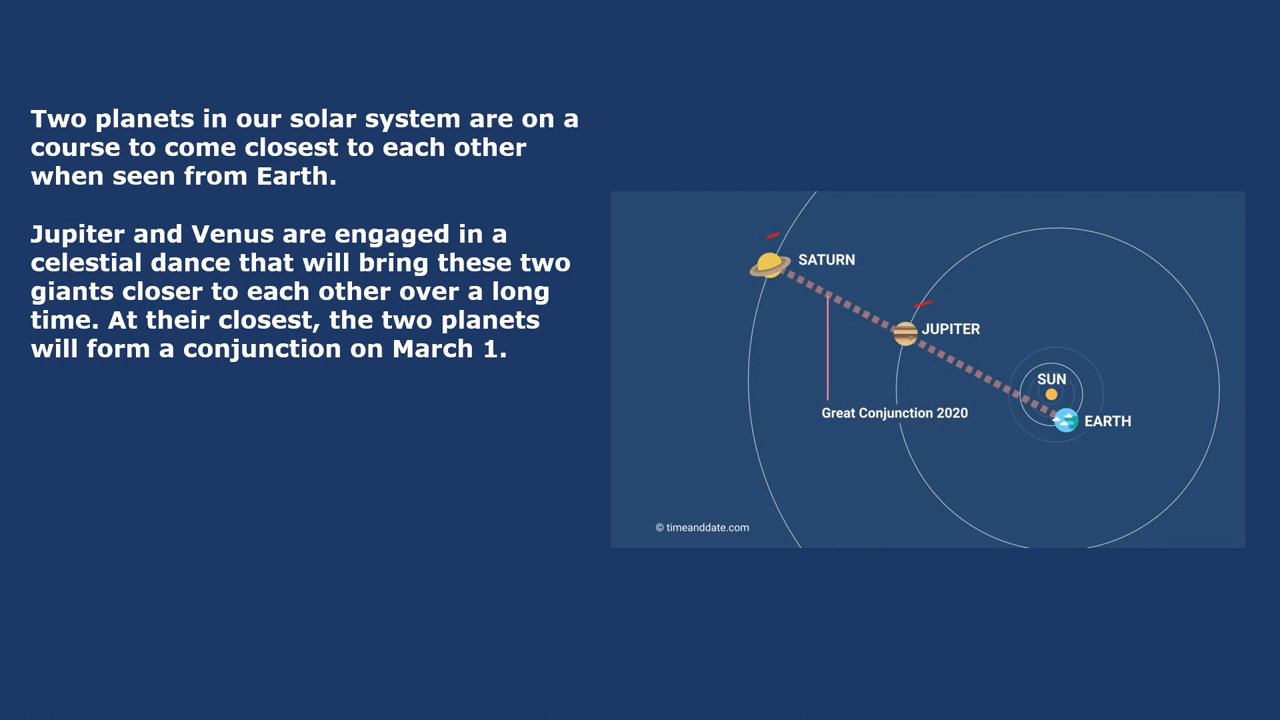 Two planets in our solar system are on a
course to come closest to each other
when seen from Earth.
Jupiter and Venus are engaged in a
celestial dance that will bring these two
giants closer to each other over a long
time. At their closest, the two planets
will form a conjunction on March 1.
SATURN
JUPITER
SUN
Great Conjunction 2020
EARTH
© timeanddate.com